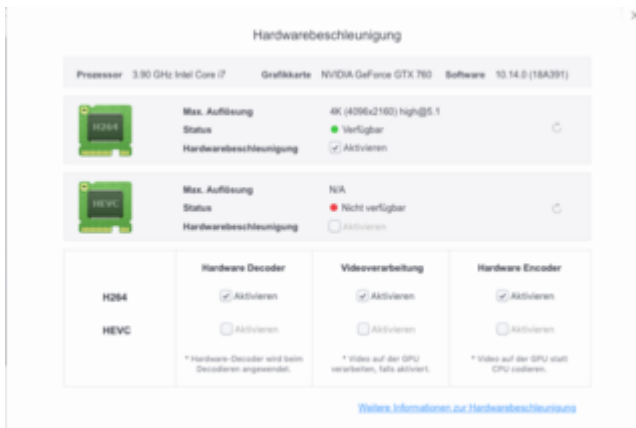 Hardwarebeschleunigung
Prozessor 3.90 GHz Intel Core i7 Grafikkarte NVIDIA GeForce GTX 760 Software 10.14.0 (18A391)
H264
Max. Auflösung 4K (4096x2160) high@5.1
Status Verfügbar
Hardwarebeschleunigung Aktivieren
HEVC
Max. Auflösung N/A
Status Nicht verfügbar
Hardwarebeschleunigung Aktivieren
Hardware Decoder Videoverarbeitung Hardware Encoder
H264 Aktivieren Aktivieren Aktivieren
HEVC Aktivieren Aktivieren Aktivieren
* Hardware-Decoder wird beim * Video auf der GPU * Video auf der GPU statt
Decodieren angewendet. verarbeiten, falls aktiviert. CPU codieren.
Weitere Informationen zur Hardwarebeschleunigung